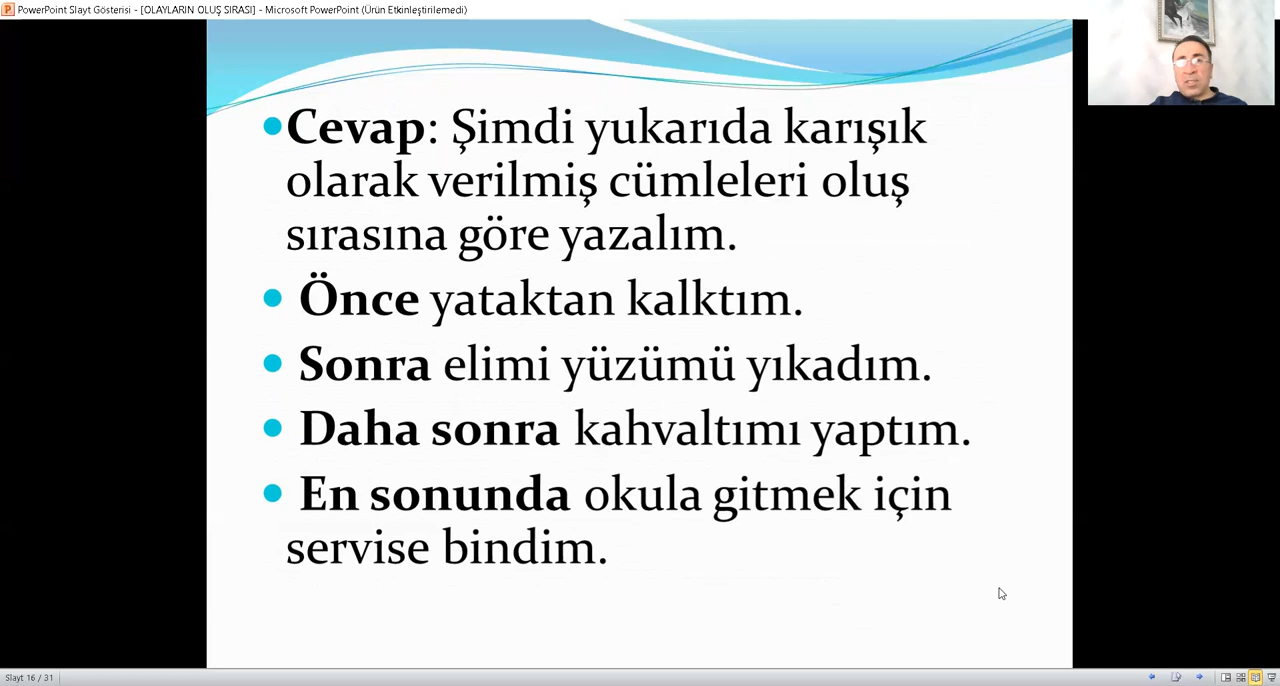 PowerPoint Slayt Gösterisi - [OLAYLARIN OLUŞ SIRASI] - Microsoft PowerPoint (Ürün Etkinleştirilemedi)
•Cevap: Şimdi yukarıda karışık
olarak verilmiş cümleleri oluş
sırasına göre yazalım.
• Önce yataktan kalktım.
• Sonra elimi yüzümü yıkadım.
• Daha sonra kahvaltımı yaptım.
• En sonunda okula gitmek için
servise bindim.
Slayt 16 / 31